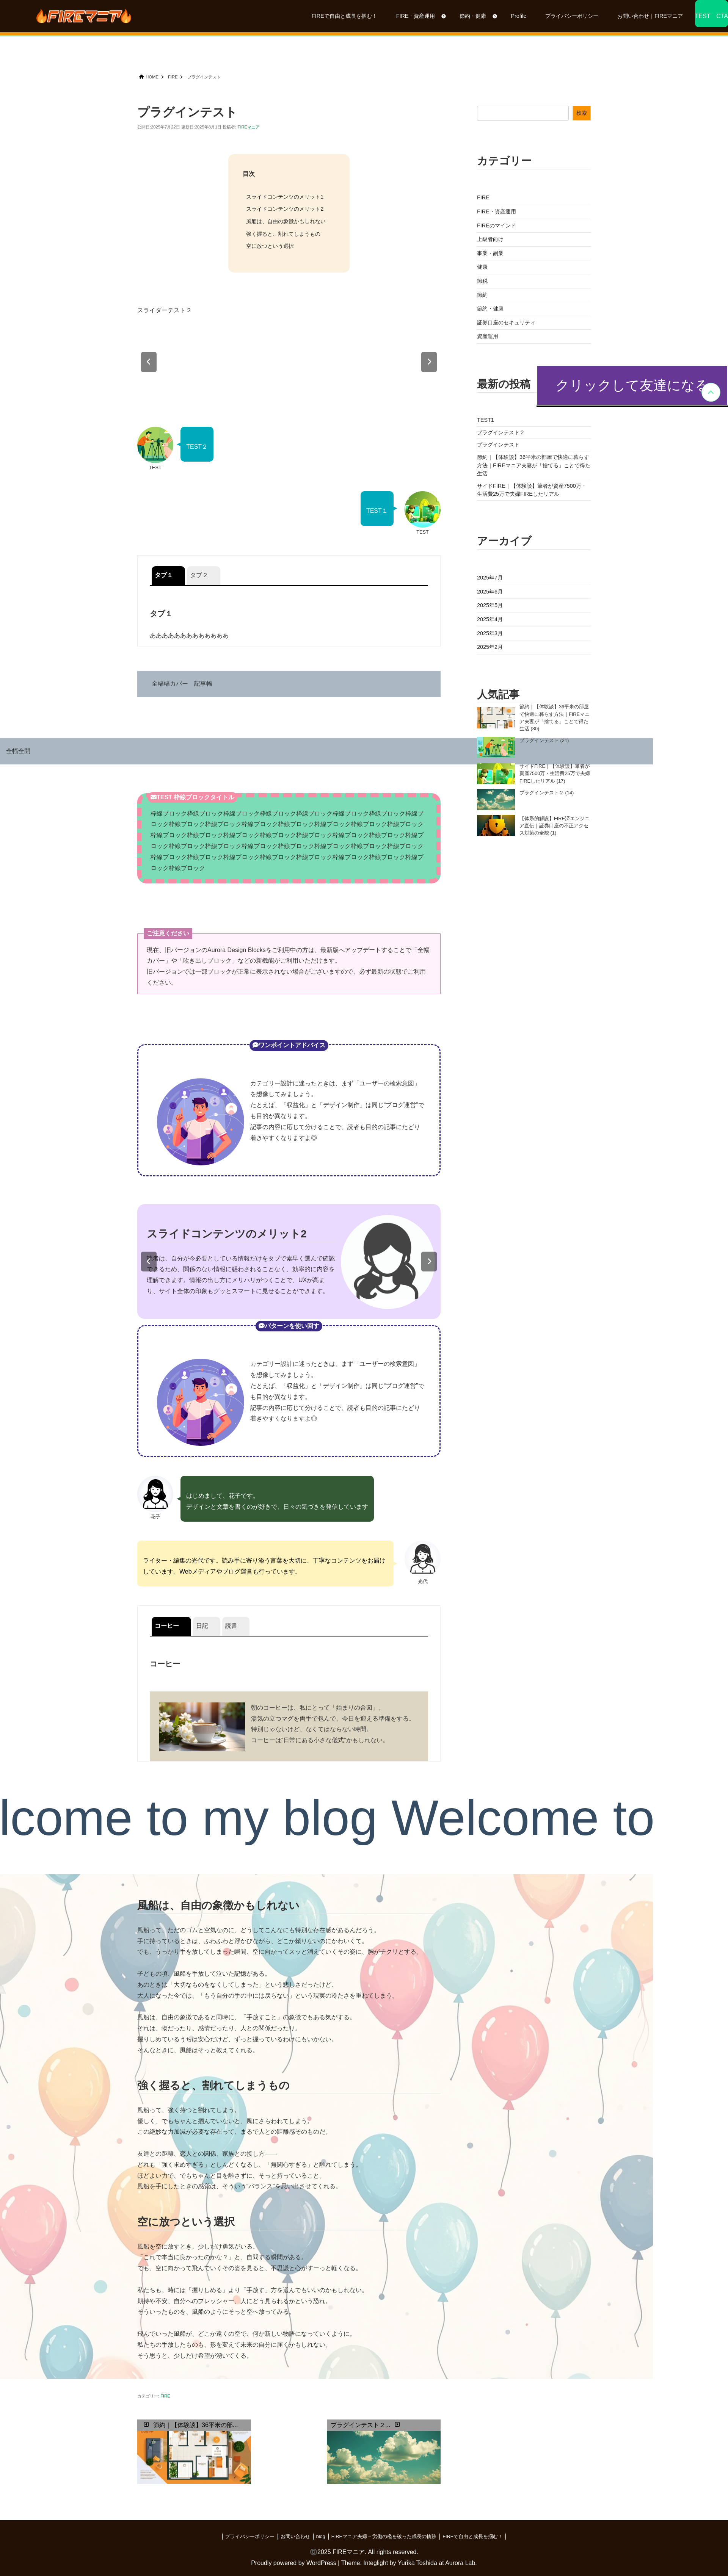 FIREマニア
FIREで自由と成長を掴む！
FIRE・資産運用
節約・健康
Profile
プライバシーポリシー
お問い合わせ｜FIREマニア
TEST CTA
HOME
FIRE
プラグインテスト
プラグインテスト
公開日:2025年7月22日 更新日:2025年8月1日 投稿者: FIREマニア
目次
スライドコンテンツのメリット1
スライドコンテンツのメリット2
風船は、自由の象徴かもしれない
強く握ると、割れてしまうもの
空に放つという選択
スライダーテスト２
TEST２
TEST
TEST１
TEST
タブ１
タブ２
タブ１
あああああああああああああ
全幅幅カバー　記事幅
全幅全開
TEST 枠線ブロックタイトル
枠線ブロック枠線ブロック枠線ブロック枠線ブロック枠線ブロック枠線ブロック枠線ブロック枠線ブ
ロック枠線ブロック枠線ブロック枠線ブロック枠線ブロック枠線ブロック枠線ブロック枠線ブロック
枠線ブロック枠線ブロック枠線ブロック枠線ブロック枠線ブロック枠線ブロック枠線ブロック枠線ブ
ロック枠線ブロック枠線ブロック枠線ブロック枠線ブロック枠線ブロック枠線ブロック枠線ブロック
枠線ブロック枠線ブロック枠線ブロック枠線ブロック枠線ブロック枠線ブロック枠線ブロック枠線ブ
ロック枠線ブロック枠線ブロック
ご注意ください
現在、旧バージョンのAurora Design Blocksをご利用中の方は、最新版へアップデートすることで「全幅
カバー」や「吹き出しブロック」などの新機能がご利用いただけます。
旧バージョンでは一部ブロックが正常に表示されない場合がございますので、必ず最新の状態でご利用
ください。
ワンポイントアドバイス
カテゴリー設計に迷ったときは、まず「ユーザーの検索意図」
を想像してみましょう。
たとえば、「収益化」と「デザイン制作」は同じ“ブログ運営”で
も目的が異なります。
記事の内容に応じて分けることで、読者も目的の記事にたどり
着きやすくなりますよ◎
スライドコンテンツのメリット2
は、自分が今必要としている情報だけをタブで素早く選んで確認
できるため、関係のない情報に惑わされることなく、効率的に内容を
理解できます。情報の出し方にメリハリがつくことで、UXが高ま
り、サイト全体の印象もグッとスマートに見せることができます。
パターンを使い回す
カテゴリー設計に迷ったときは、まず「ユーザーの検索意図」
を想像してみましょう。
たとえば、「収益化」と「デザイン制作」は同じ“ブログ運営”で
も目的が異なります。
記事の内容に応じて分けることで、読者も目的の記事にたどり
着きやすくなりますよ◎
はじめまして、花子です。
デザインと文章を書くのが好きで、日々の気づきを発信しています
花子
ライター・編集の光代です。読み手に寄り添う言葉を大切に、丁寧なコンテンツをお届け
しています。Webメディアやブログ運営も行っています。
光代
コーヒー
日記
読書
コーヒー
朝のコーヒーは、私にとって「始まりの合図」。
湯気の立つマグを両手で包んで、今日を迎える準備をする。
特別じゃないけど、なくてはならない時間。
コーヒーは“日常にある小さな儀式”かもしれない。
lcome to my blog Welcome to
風船は、自由の象徴かもしれない
風船って、ただのゴムと空気なのに、どうしてこんなにも特別な存在感があるんだろう。
手に持っているときは、ふわふわと浮かびながら、どこか頼りないのにかわいくて。
でも、うっかり手を放してしまった瞬間、空に向かってスッと消えていくその姿に、胸がチクリとする。
子どもの頃、風船を手放して泣いた記憶がある。
あのときは「大切なものをなくしてしまった」という悲しさだったけど、
大人になった今では、「もう自分の手の中には戻らない」という現実の冷たさを重ねてしまう。
風船は、自由の象徴であると同時に、「手放すこと」の象徴でもある気がする。
それは、物だったり、感情だったり、人との関係だったり。
握りしめているうちは安心だけど、ずっと握っているわけにもいかない。
そんなときに、風船はそっと教えてくれる。
強く握ると、割れてしまうもの
風船って、強く持つと割れてしまう。
優しく、でもちゃんと掴んでいないと、風にさらわれてしまう。
この絶妙な力加減が必要な存在って、まるで人との距離感そのものだ。
友達との距離、恋人との関係、家族との接し方――
どれも「強く求めすぎる」としんどくなるし、「無関心すぎる」と離れてしまう。
ほどよい力で、でもちゃんと目を離さずに、そっと持っていること。
風船を手にしたときの感覚は、そういう“バランス”を思い出させてくれる。
空に放つという選択
風船を空に放すとき、少しだけ勇気がいる。
「これで本当に良かったのかな？」と、自問する瞬間がある。
でも、空に向かって飛んでいくその姿を見ると、不思議と心がすーっと軽くなる。
私たちも、時には「握りしめる」より「手放す」方を選んでもいいのかもしれない。
期待や不安、自分へのプレッシャー、人にどう見られるかという恐れ。
そういったものを、風船のようにそっと空へ放ってみる。
飛んでいった風船が、どこか遠くの空で、何か新しい物語になっていくように。
私たちの手放したものも、形を変えて未来の自分に届くかもしれない。
そう思うと、少しだけ希望が湧いてくる。
カテゴリー: FIRE
節約｜【体験談】36平米の部...
プラグインテスト２...
検索
カテゴリー
FIRE
FIRE・資産運用
FIREのマインド
上級者向け
事業・副業
健康
節税
節約
節約・健康
証券口座のセキュリティ
資産運用
最新の投稿
クリックして友達になる
TEST1
プラグインテスト２
プラグインテスト
節約｜【体験談】36平米の部屋で快適に暮らす
方法｜FIREマニア夫妻が「捨てる」ことで得た
生活
サイドFIRE｜【体験談】筆者が資産7500万・
生活費25万で夫婦FIREしたリアル
アーカイブ
2025年7月
2025年6月
2025年5月
2025年4月
2025年3月
2025年2月
人気記事
節約｜【体験談】36平米の部屋
で快適に暮らす方法｜FIREマニ
ア夫妻が「捨てる」ことで得た
生活 (80)
プラグインテスト (21)
サイドFIRE｜【体験談】筆者が
資産7500万・生活費25万で夫婦
FIREしたリアル (17)
プラグインテスト２ (14)
【体系的解説】FIRE済エンジニ
ア直伝｜証券口座の不正アクセ
ス対策の全貌 (1)
プライバシーポリシー
お問い合わせ
blog
FIREマニア夫婦 – 労働の檻を破った成長の軌跡
FIREで自由と成長を掴む！
©2025 FIREマニア. All rights reserved.
Proudly powered by WordPress | Theme: Integlight by Yurika Toshida at Aurora Lab.